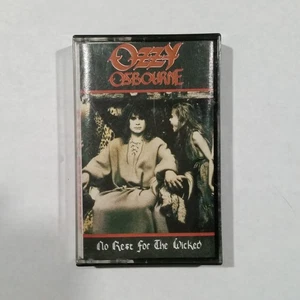 OZZY
OSBOURNE
No Rest for The Wicked